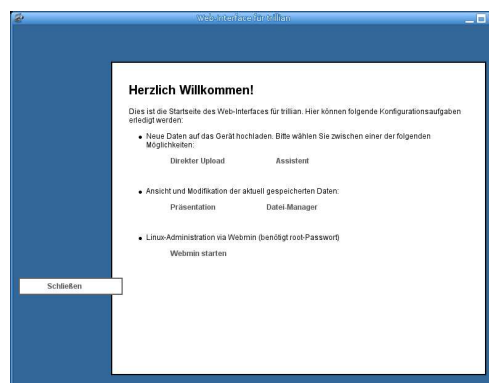 Web-Interface für trillian
Herzlich Willkommen!
Dies ist die Startseite des Web-Interfaces für trillian. Hier können folgende Konfigurationsaufgaben
erledigt werden:
Neue Daten auf das Gerät hochladen. Bitte wählen Sie zwischen einer der folgenden
Möglichkeiten:
Direkter Upload Assistent
Ansicht und Modifikation der aktuell gespeicherten Daten:
Präsentation Datei-Manager
Linux-Administration via Webmin (benötigt root-Passwort)
Webmin starten
Schließen